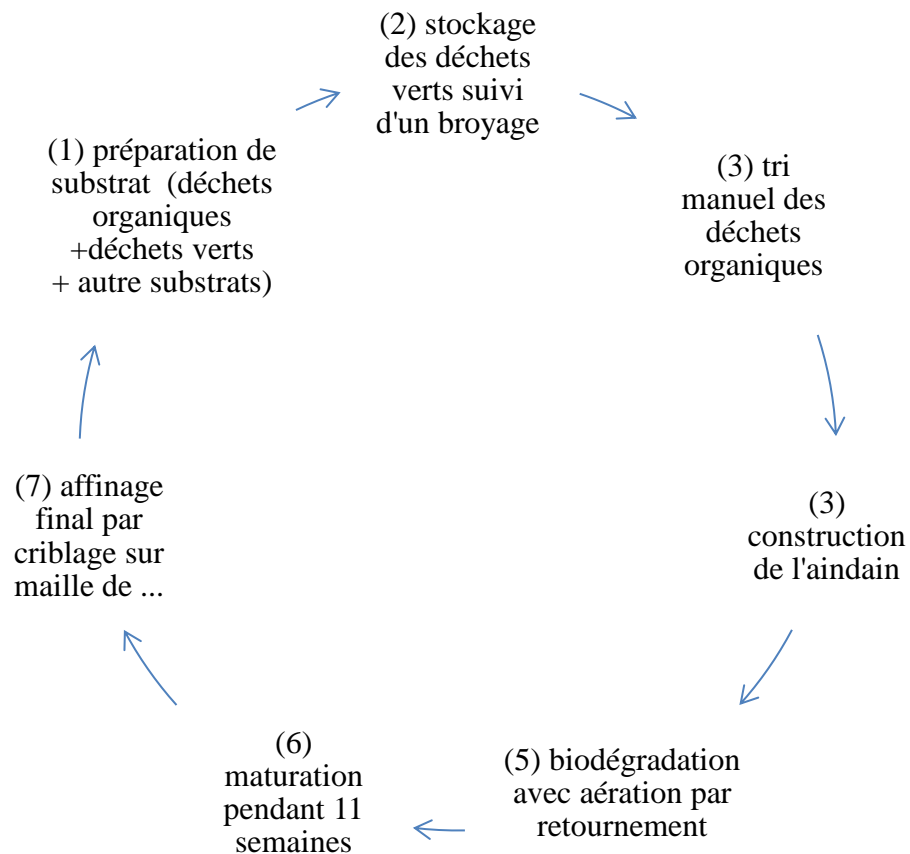 (1) préparation de
substrat (déchets
organiques
+déchets verts
+ autre substrats)
(2) stockage
des déchets
verts suivi
d'un broyage
(3) tri
manuel des
déchets
organiques
(3)
construction
de l'aindain
(5) biodégradation
avec aération par
retournement
(6)
maturation
pendant 11
semaines
(7) affinage
final par
criblage sur
maille de ...